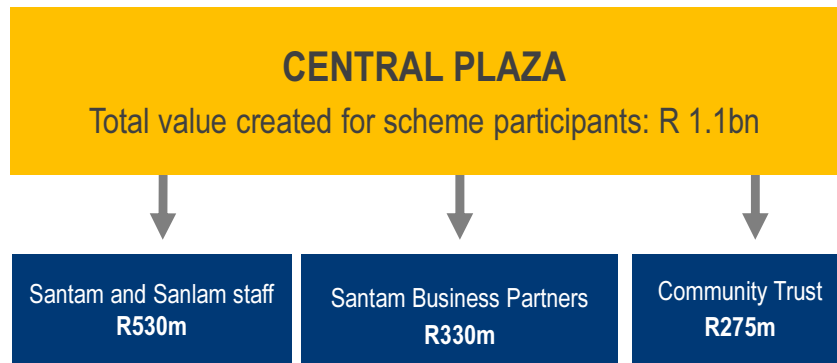 CENTRAL PLAZA
Total value created for scheme participants: R 1.1bn
Santam and Sanlam staff
R530m
Santam Business Partners
R330m
Community Trust
R275m